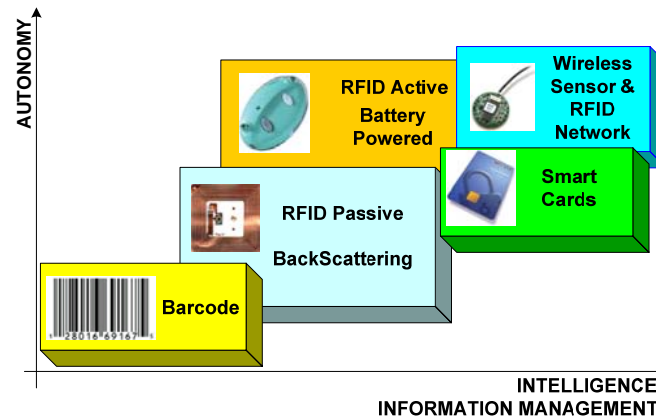 AUTONOMY
RFID Active
Battery
Powered
Wireless
Sensor &
RFID
Network
RFID Passive
BackScattering
Smart
Cards
Barcode
28016 69167
INTELLIGENCE
INFORMATION MANAGEMENT